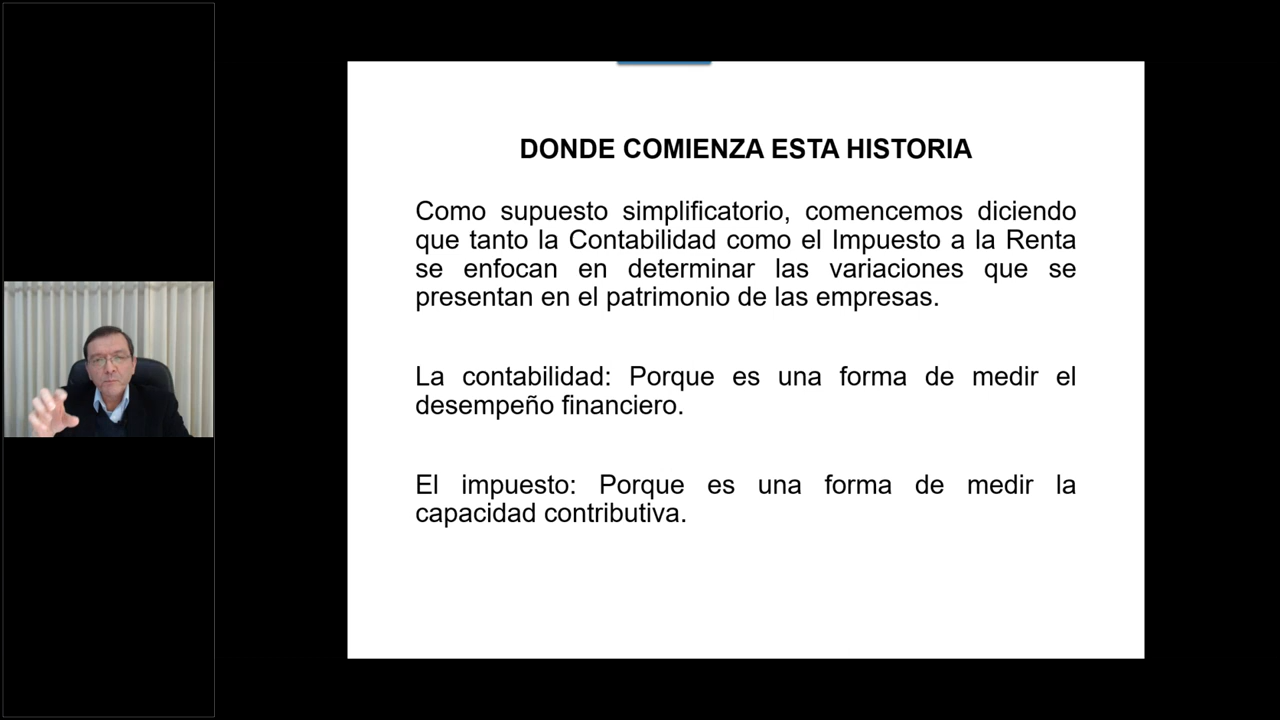 DONDE COMIENZA ESTA HISTORIA
Como supuesto simplificatorio, comencemos diciendo
que tanto la Contabilidad como el Impuesto a la Renta
se enfocan en determinar las variaciones que se
presentan en el patrimonio de las empresas.
La contabilidad: Porque es una forma de medir el
desempeño financiero.
El impuesto: Porque es una forma de medir la
capacidad contributiva.